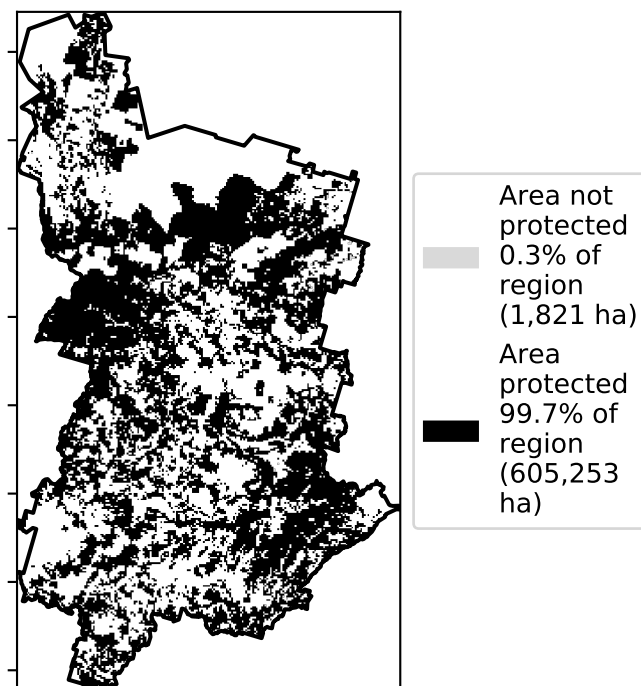 Area not
protected
0.3% of
region
(1,821 ha)
Area
protected
99.7% of
region
(605,253
ha)